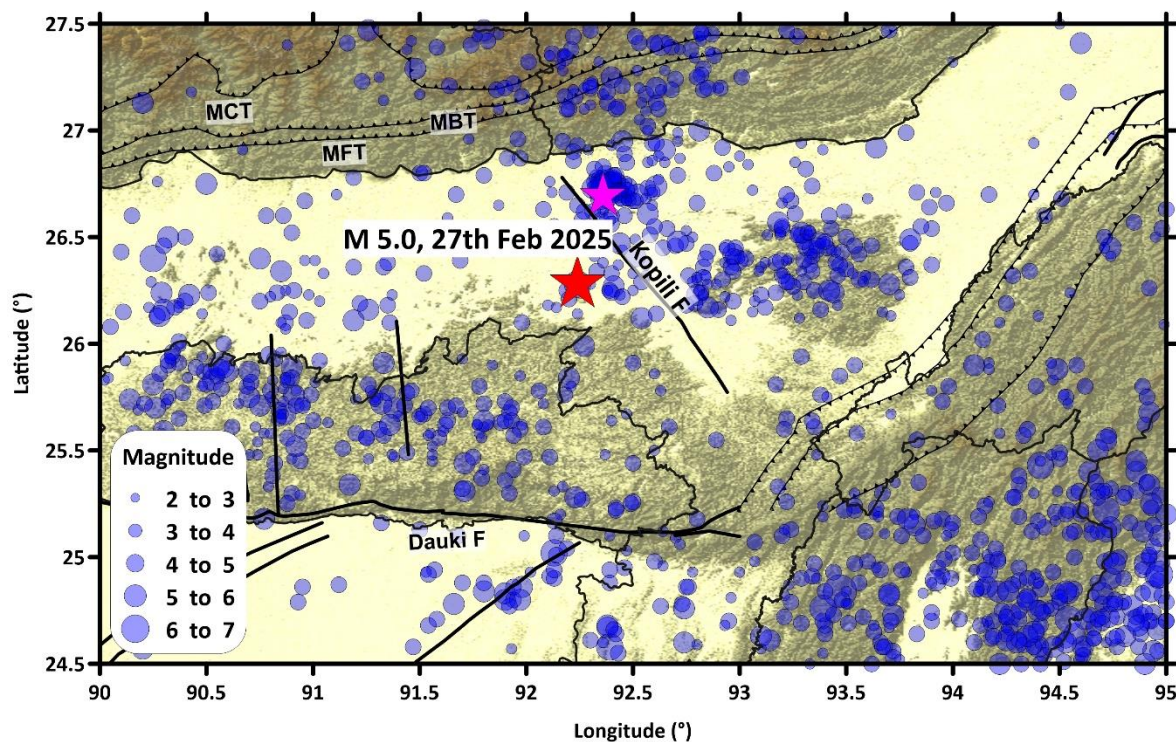 27.5
27
26.5
26
25.5
25
24.5
Latitude (°)
MCT
MBT
MFT
M 5.0, 27th Feb 2025
Kopili F
Dauki F
Magnitude
2 to 3
3 to 4
4 to 5
5 to 6
6 to 7
90 90.5 91 91.5 92 92.5 93 93.5 94 94.5 95
Longitude (°)